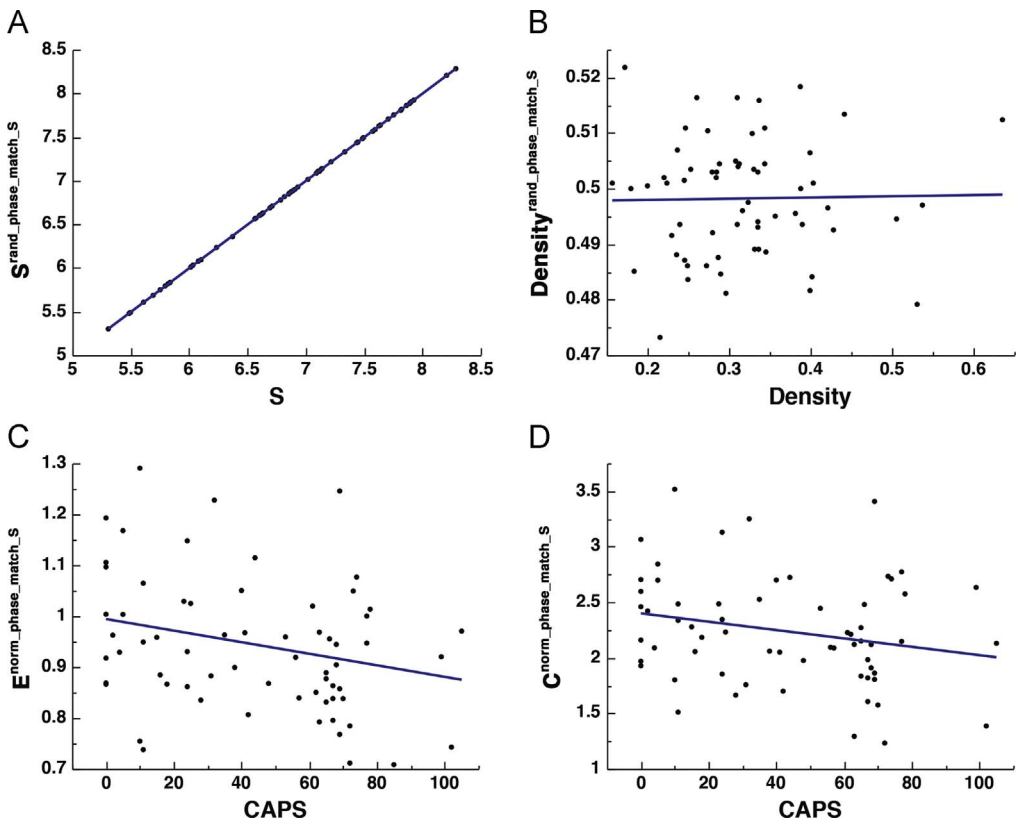 A
S^rand_phase_match_S
8.5
8
7.5
7
6.5
6
5.5
5
5 5.5 6 6.5 7 7.5 8 8.5
S
B
Density^rand_phase_match_S
0.52
0.51
0.5
0.49
0.48
0.47
0.2 0.3 0.4 0.5 0.6
Density
C
E^norm_phase_match_S
1.3
1.2
1.1
1
0.9
0.8
0.7
0 20 40 60 80 100
CAPS
D
C^norm_phase_match_S
3.5
3
2.5
2
1.5
1
0 20 40 60 80 100
CAPS